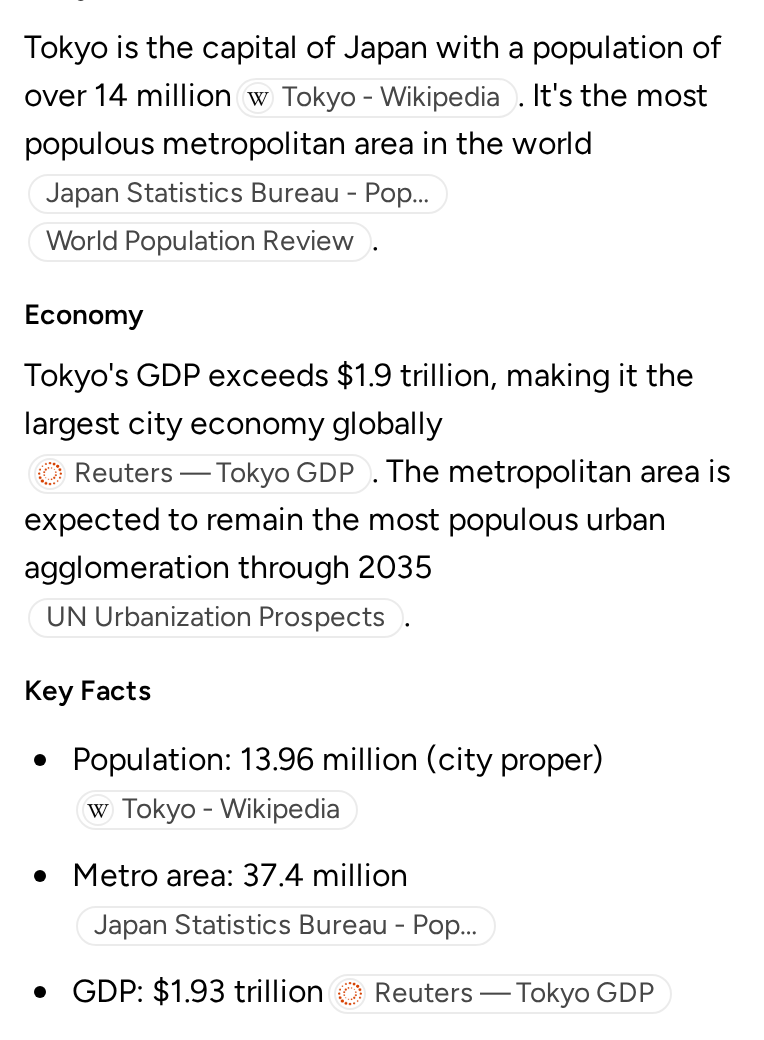 Tokyo is the capital of Japan with a population of
over 14 million W Tokyo - Wikipedia . It's the most
populous metropolitan area in the world
Japan Statistics Bureau - Pop...
World Population Review .
Economy
Tokyo's GDP exceeds $1.9 trillion, making it the
largest city economy globally
Reuters — Tokyo GDP . The metropolitan area is
expected to remain the most populous urban
agglomeration through 2035
UN Urbanization Prospects .
Key Facts
• Population: 13.96 million (city proper)
W Tokyo - Wikipedia
• Metro area: 37.4 million
Japan Statistics Bureau - Pop...
• GDP: $1.93 trillion Reuters — Tokyo GDP